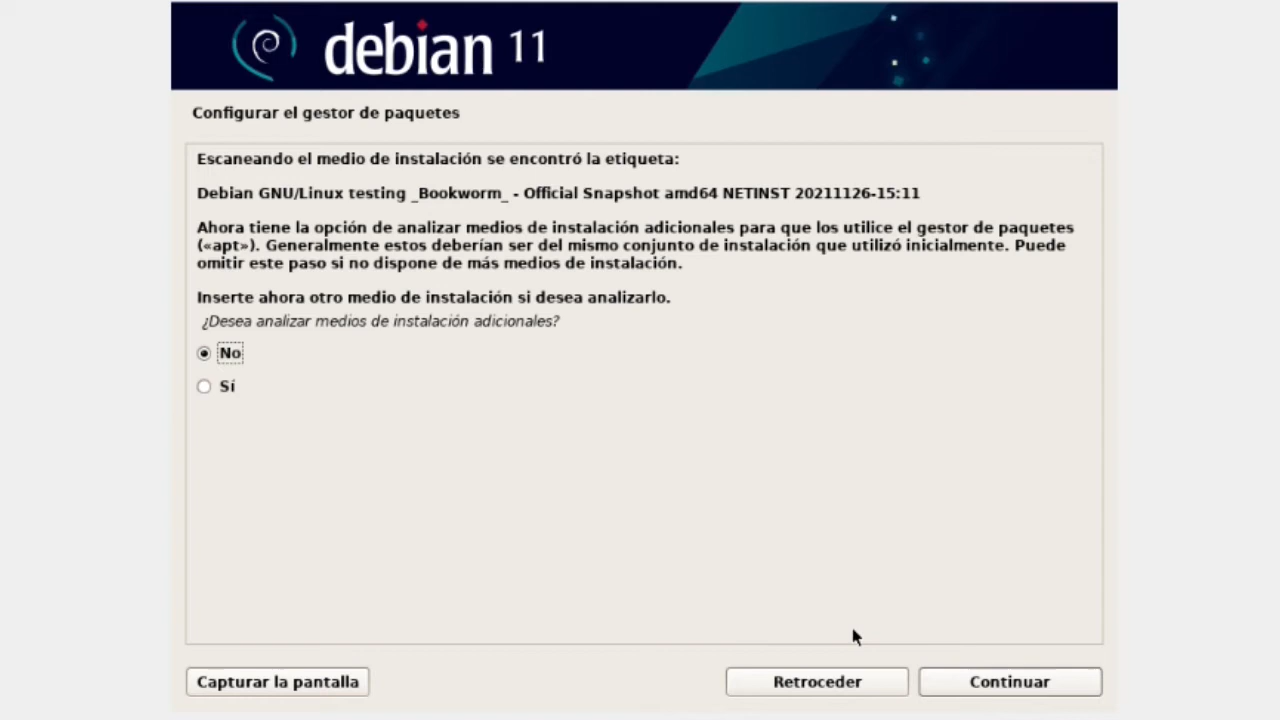 debian 11
Configurar el gestor de paquetes
Escaneando el medio de instalación se encontró la etiqueta:
Debian GNU/Linux testing _Bookworm_ - Official Snapshot amd64 NETINST 20211126-15:11
Ahora tiene la opción de analizar medios de instalación adicionales para que los utilice el gestor de paquetes
(«apt»). Generalmente estos deberían ser del mismo conjunto de instalación que utilizó inicialmente. Puede
omitir este paso si no dispone de más medios de instalación.
Inserte ahora otro medio de instalación si desea analizarlo.
¿Desea analizar medios de instalación adicionales?
No
Sí
Capturar la pantalla
Retroceder
Continuar